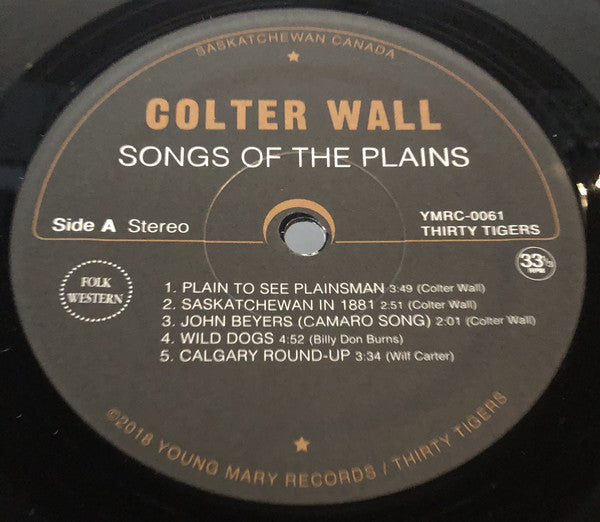 SASKATCHEWAN CANADA
COLTER WALL
SONGS OF THE PLAINS
Side A Stereo
YMRC-0061
THIRTY TIGERS
33⅓
RPM
FOLK
WESTERN
1. PLAIN TO SEE PLAINSMAN 3:49 (Colter Wall)
2. SASKATCHEWAN IN 1881 2:51 (Colter Wall)
3. JOHN BEYERS (CAMARO SONG) 2:01 (Colter Wall)
4. WILD DOGS 4:52 (Billy Don Burns)
5. CALGARY ROUND-UP 3:34 (Wilf Carter)
©2018 YOUNG MARY RECORDS / THIRTY TIGERS